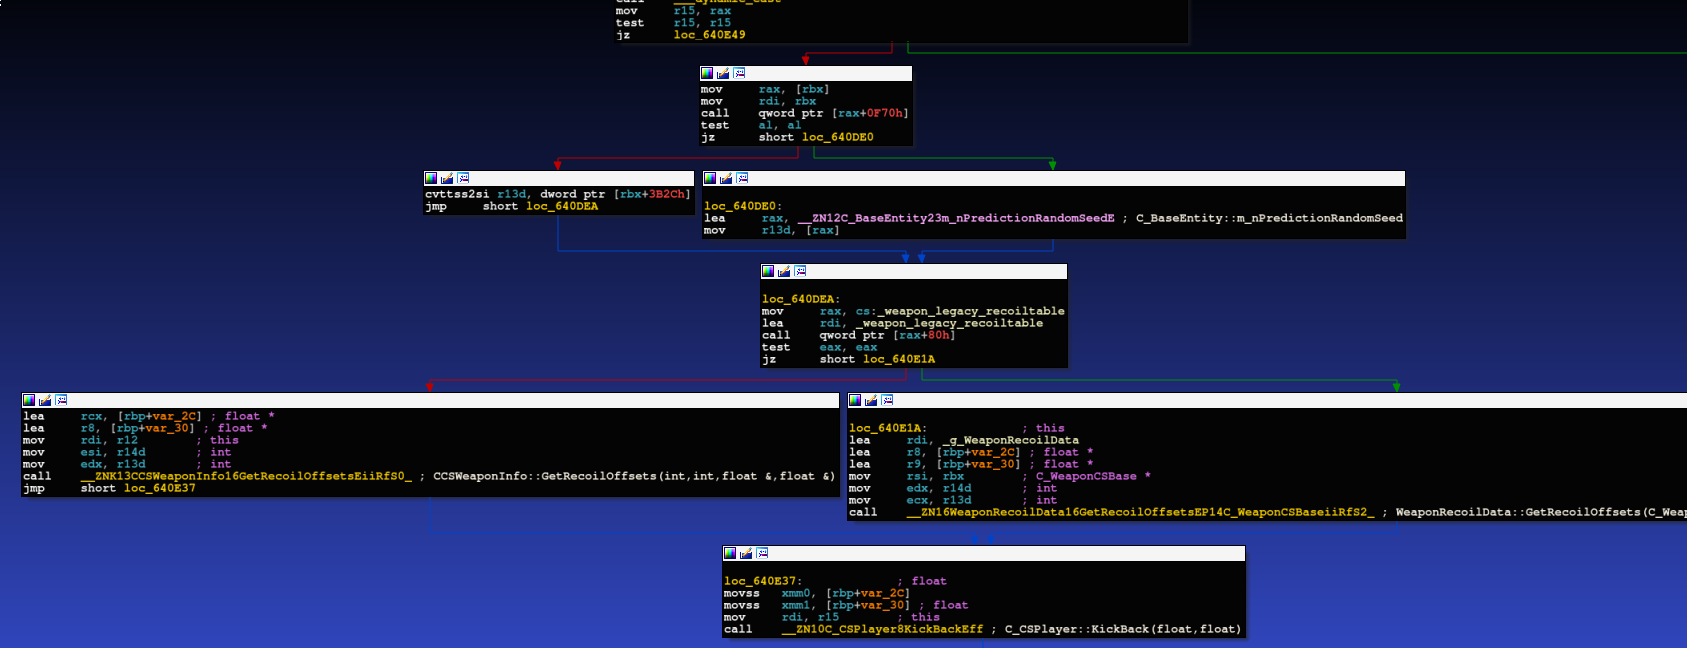 call ___dynamic_cast
mov r15, rax
test r15, r15
jz loc_640E49
mov rax, [rbx]
mov rdi, rbx
call qword ptr [rax+0F70h]
test al, al
jz short loc_640DE0
cvttss2si r13d, dword ptr [rbx+3B2Ch]
jmp short loc_640DEA
loc_640DE0:
lea rax, __ZN12C_BaseEntity23m_nPredictionRandomSeedE ; C_BaseEntity::m_nPredictionRandomSeed
mov r13d, [rax]
loc_640DEA:
mov rax, cs:_weapon_legacy_recoiltable
lea rdi, _weapon_legacy_recoiltable
call qword ptr [rax+80h]
test eax, eax
jz short loc_640E1A
lea rcx, [rbp+var_2C] ; float *
lea r8, [rbp+var_30] ; float *
mov rdi, r12 ; this
mov esi, r14d ; int
mov edx, r13d ; int
call __ZNK13CCSWeaponInfo16GetRecoilOffsetsEiiRfS0_ ; CCSWeaponInfo::GetRecoilOffsets(int,int,float &,float &)
jmp short loc_640E37
loc_640E1A: ; this
lea rdi, _g_WeaponRecoilData
lea r8, [rbp+var_2C] ; float *
lea r9, [rbp+var_30] ; float *
mov rsi, rbx ; C_WeaponCSBase *
mov edx, r14d ; int
mov ecx, r13d ; int
call __ZN16WeaponRecoilData16GetRecoilOffsetsEP14C_WeaponCSBaseiiRfS2_ ; WeaponRecoilData::GetRecoilOffsets(C_Weap
loc_640E37: ; float
movss xmm0, [rbp+var_2C]
movss xmm1, [rbp+var_30] ; float
mov rdi, r15 ; this
call __ZN10C_CSPlayer8KickBackEff ; C_CSPlayer::KickBack(float,float)